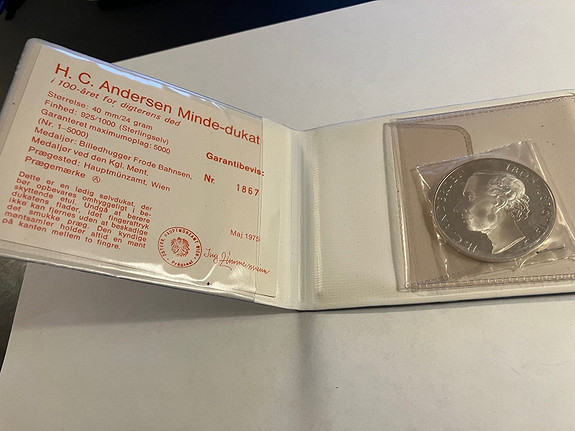 H. C. Andersen Minde-dukat
i 100-året for digterens død
Størrelse: 40 mm/24 gram
Finhed: 925/1000 (Sterlingsølv)
Garanteret maximumoplag: 5000
(Nr. 1–5000)
Medaljør: Billedhugger Frode Bahnsen,
Medaljør ved den Kgl. Mønt.
Prægested: Hauptmünzamt, Wien
Prægemærke Ⓐ
Garantibevis:
Nr. 1867
Dette er en lødig sølvdukat, der
bør opbevares omhyggeligt i be-
skyttende etui. Undgå at berøre
dukatens flader, idet fingeraftryk
ikke kan fjernes uden at beskadige
det smukke præg. Den kyndige
møntsamler holder altid en mønt
på kanten mellem to fingre.
Maj 1975